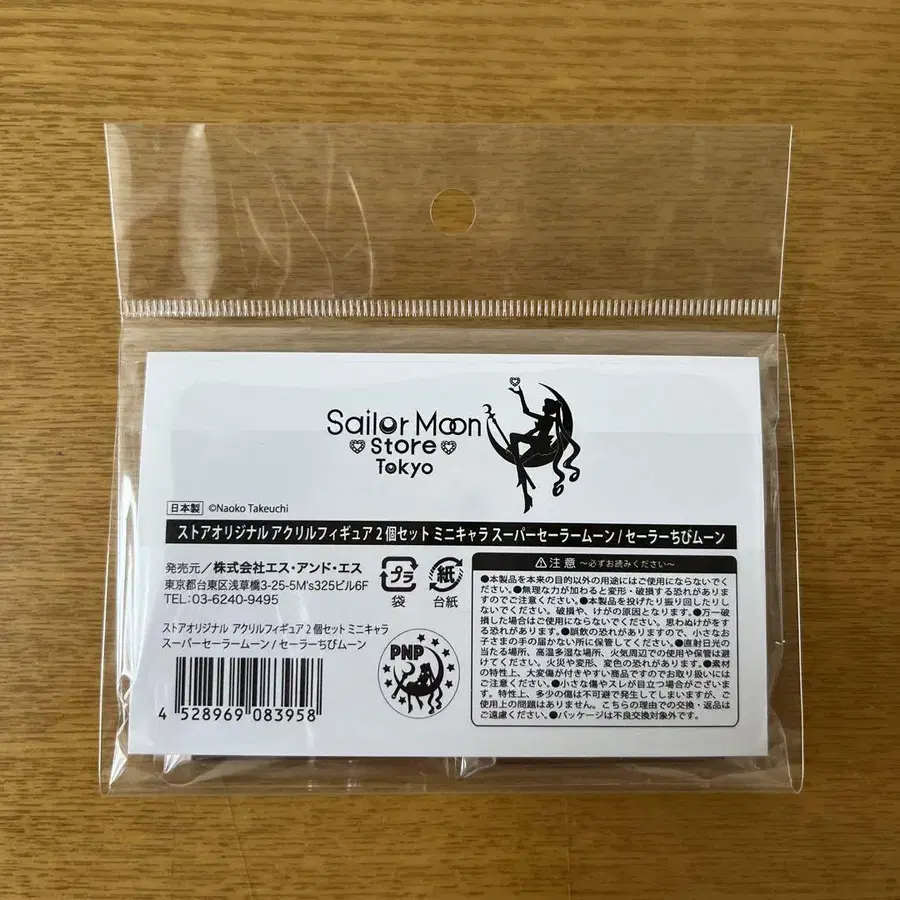 Sailor Moon
Store
Tokyo
日本製 ©Naoko Takeuchi
ストアオリジナル アクリルフィギュア2個セット ミニキャラ スーパーセーラームーン / セーラーちびムーン
発売元／株式会社エス・アンド・エス
東京都台東区浅草橋3-25-5M's325ビル6F
TEL:03-6240-9495
プラ
袋
紙
台紙
ストアオリジナル アクリルフィギュア2個セット ミニキャラ
スーパーセーラームーン / セーラーちびムーン
4 528969 083958
PNP
注意 ～必ずお読みください～
●本製品を本来の目的以外の用途にはご使用にならないでく
ださい。●無理な力が加わると変形・破損する恐れがありま
すのでご注意ください。●本製品を投げたり振り回したりし
ないでください。破損や、けがの原因となります。●万一破
損した場合はご使用にならないでください。思わぬけがをす
る恐れがあります。●誤飲の恐れがありますので、小さなお
子さまの手の届かない所に保管してください。●直射日光の
当たる場所、高温多湿な場所、火気周辺での使用や保管は避
けてください。火災や変形、変色の恐れがあります。●素材
の特性上、大変傷が付きやすい商品ですのでお取り扱いには
ご注意ください。●小さな傷やスレが目立つ場合がございま
す。特性上、多少の傷は不可避で発生してしまいますが、ご
使用上の問題はありません。こちらの理由での交換・返品は
ご遠慮ください。●パッケージは不良交換対象外です。